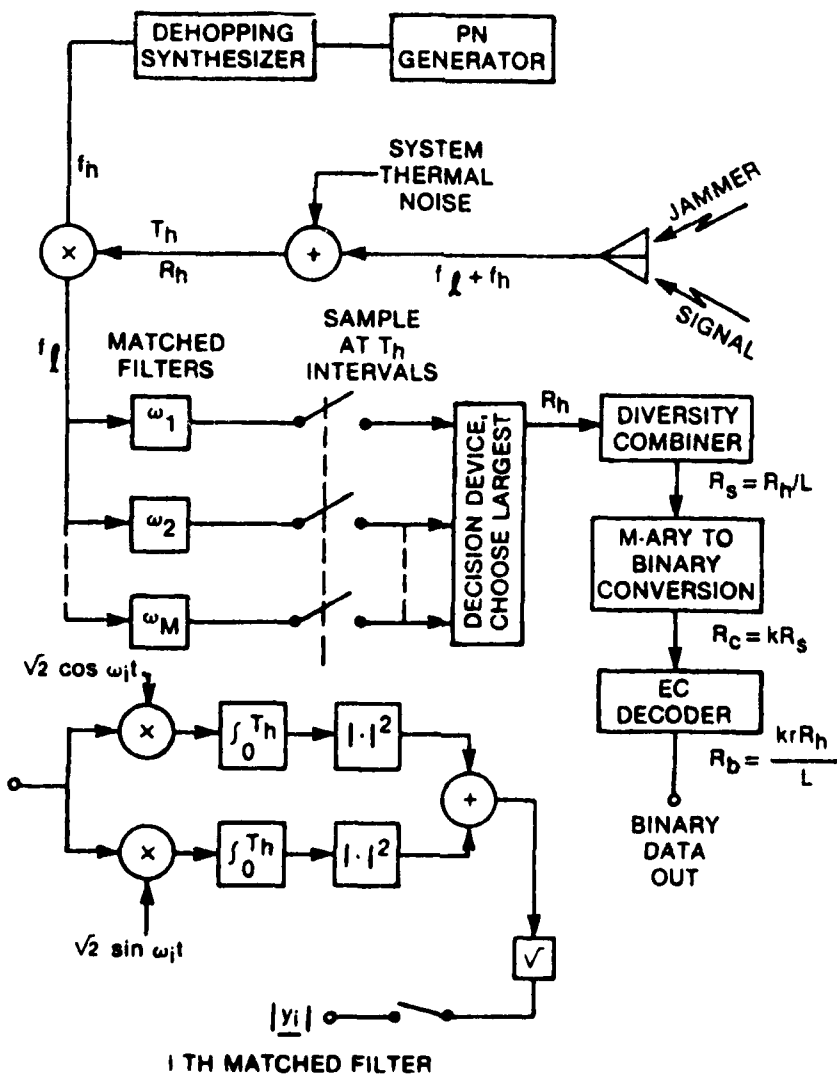 DEHOPPING
SYNTHESIZER
PN
GENERATOR
SYSTEM
THERMAL
NOISE
JAMMER
SIGNAL
fh
×
Th
Rh
+
fℓ + fh
fℓ
MATCHED
FILTERS
SAMPLE
AT Th
INTERVALS
ω1
ω2
ωM
DECISION DEVICE,
CHOOSE LARGEST
Rh
DIVERSITY
COMBINER
Rs = Rh/L
M-ARY TO
BINARY
CONVERSION
Rc = kRs
EC
DECODER
Rb = krRh/L
BINARY
DATA
OUT
√2 cos ωit
×
∫0Th
|·|2
+
×
∫0Th
|·|2
√2 sin ωit
√
|yi|
I TH MATCHED FILTER